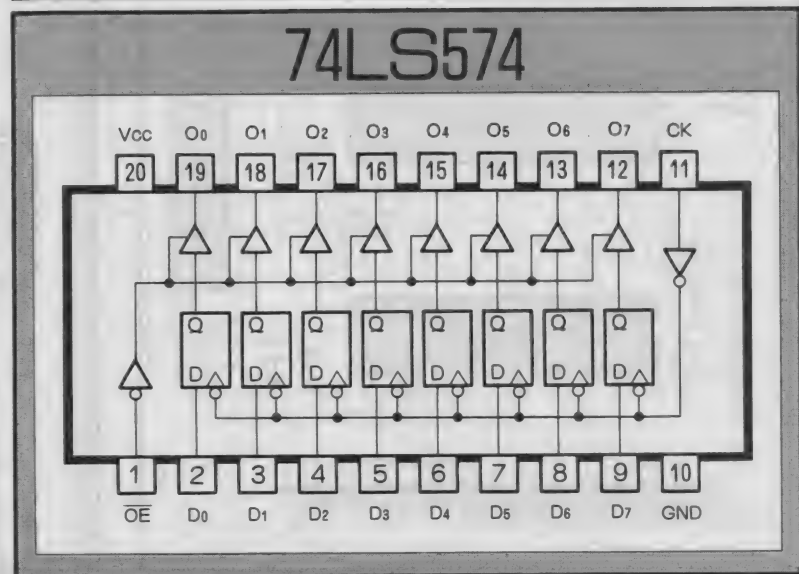 74LS574
Vcc O0 O1 O2 O3 O4 O5 O6 O7 CK
20 19 18 17 16 15 14 13 12 11
Q Q Q Q Q Q Q Q
D D D D D D D D
1 2 3 4 5 6 7 8 9 10
OE D0 D1 D2 D3 D4 D5 D6 D7 GND